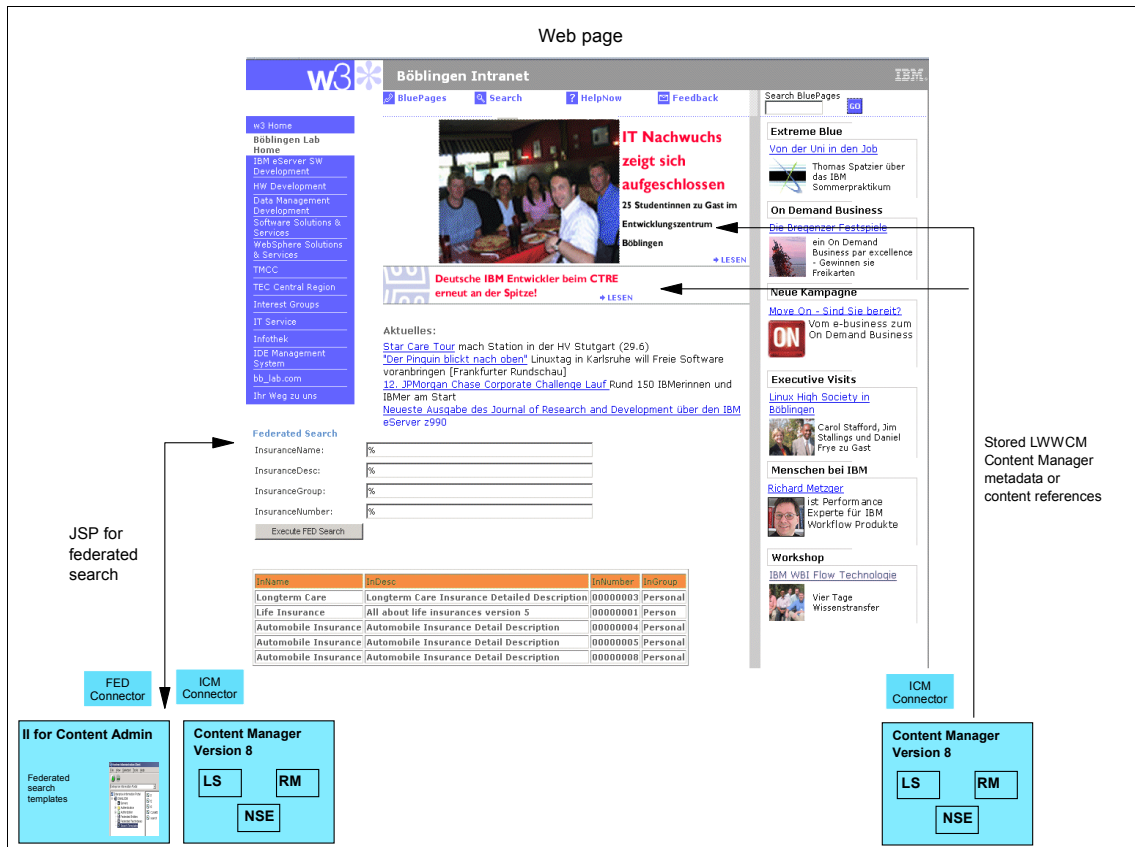 Web page
w3
Böblingen Intranet
IBM.
BluePages
Search
HelpNow
Feedback
Search BluePages
GO
w3 Home
Böblingen Lab
Home
IBM eServer SW
Development
HW Development
Data Management
Development
Software Solutions &
Services
WebSphere Solutions
& Services
TMCC
TEC Central Region
Interest Groups
IT Service
Infothek
IDE Management
System
bb_lab.com
Ihr Weg zu uns
IT Nachwuchs
zeigt sich
aufgeschlossen
25 Studentinnen zu Gast im
Entwicklungszentrum
Böblingen
LESEN
Deutsche IBM Entwickler beim CTRE
erneut an der Spitze!
LESEN
Aktuelles:
Star Care Tour mach Station in der HV Stutgart (29.6)
"Der Pinguin blickt nach oben" Linuxtag in Karlsruhe will Freie Software
voranbringen [Frankfurter Rundschau]
12. JPMorgan Chase Corporate Challenge Lauf Rund 150 IBMerinnen und
IBMer am Start
Neueste Ausgabe des Journal of Research and Development über den IBM
eServer z990
Extreme Blue
Von der Uni in den Job
Thomas Spatzier über
das IBM
Sommerpraktikum
On Demand Business
Die Bregenzer Festspiele
ein On Demand
Business par excellence
- Gewinnen sie
Freikarten
Neue Kampagne
Move On - Sind Sie bereit?
ON
Vom e-business zum
On Demand Business
Executive Visits
Linux High Society in
Böblingen
Carol Stafford, Jim
Stallings und Daniel
Frye zu Gast
Menschen bei IBM
Richard Metzger
ist Performance
Experte für IBM
Workflow Produkte
Workshop
IBM WBI Flow Technologie
Vier Tage
Wissenstransfer
Federated Search
InsuranceName: %
InsuranceDesc: %
InsuranceGroup: %
InsuranceNumber: %
Execute FED Search
InName InDesc InNumber InGroup
Longterm Care Longterm Care Insurance Detailed Description 00000003 Personal
Life Insurance All about life insurances version 5 00000001 Person
Automobile Insurance Automobile Insurance Detail Description 00000004 Personal
Automobile Insurance Automobile Insurance Detail Description 00000005 Personal
Automobile Insurance Automobile Insurance Detail Description 00000008 Personal
JSP for
federated
search
Stored LWWCM
Content Manager
metadata or
content references
FED
Connector
ICM
Connector
ICM
Connector
II for Content Admin
Federated
search
templates
Content Manager
Version 8
LS
RM
NSE
Content Manager
Version 8
LS
RM
NSE